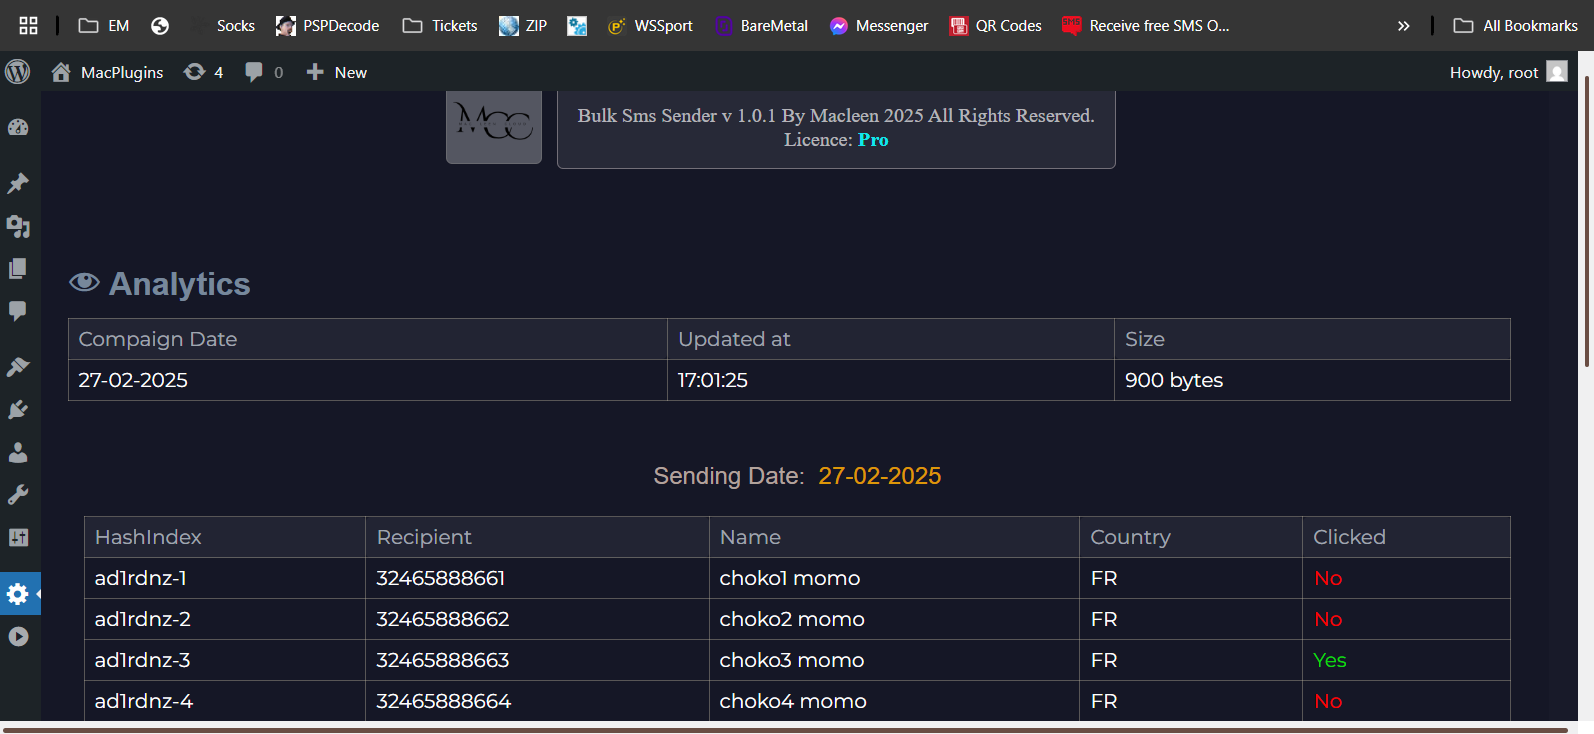 EM Socks PSPDecode Tickets ZIP WSSport BareMetal Messenger QR Codes SMS Receive free SMS O... » All Bookmarks
MacPlugins 4 0 New Howdy, root
MCC
Bulk Sms Sender v 1.0.1 By Macleen 2025 All Rights Reserved.
Licence: Pro
Analytics
Compaign Date Updated at Size
27-02-2025 17:01:25 900 bytes
Sending Date: 27-02-2025
HashIndex Recipient Name Country Clicked
ad1rdnz-1 32465888661 choko1 momo FR No
ad1rdnz-2 32465888662 choko2 momo FR No
ad1rdnz-3 32465888663 choko3 momo FR Yes
ad1rdnz-4 32465888664 choko4 momo FR No